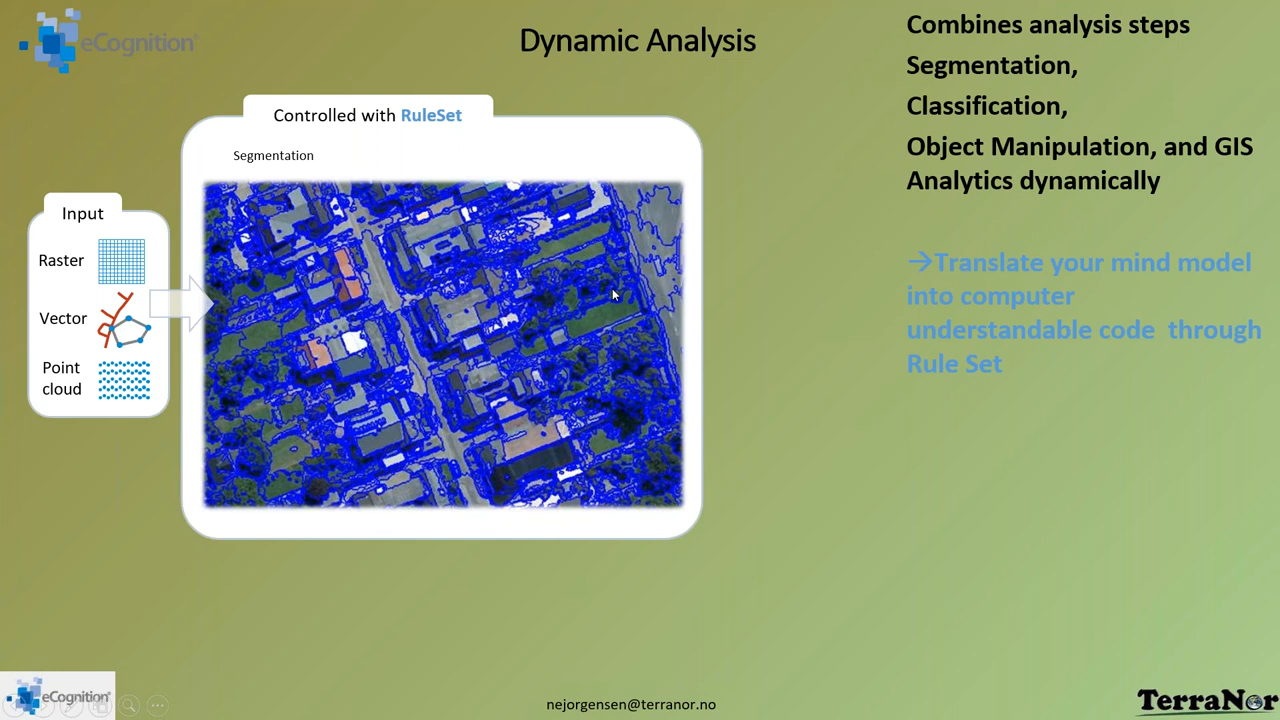 eCognition
Dynamic Analysis
Combines analysis steps
Segmentation,
Classification,
Object Manipulation, and GIS
Analytics dynamically
→Translate your mind model
into computer
understandable code  through
Rule Set
Controlled with RuleSet
Segmentation
Input
Raster
Vector
Point
cloud
eCognition
nejorgensen@terranor.no
TerraNor